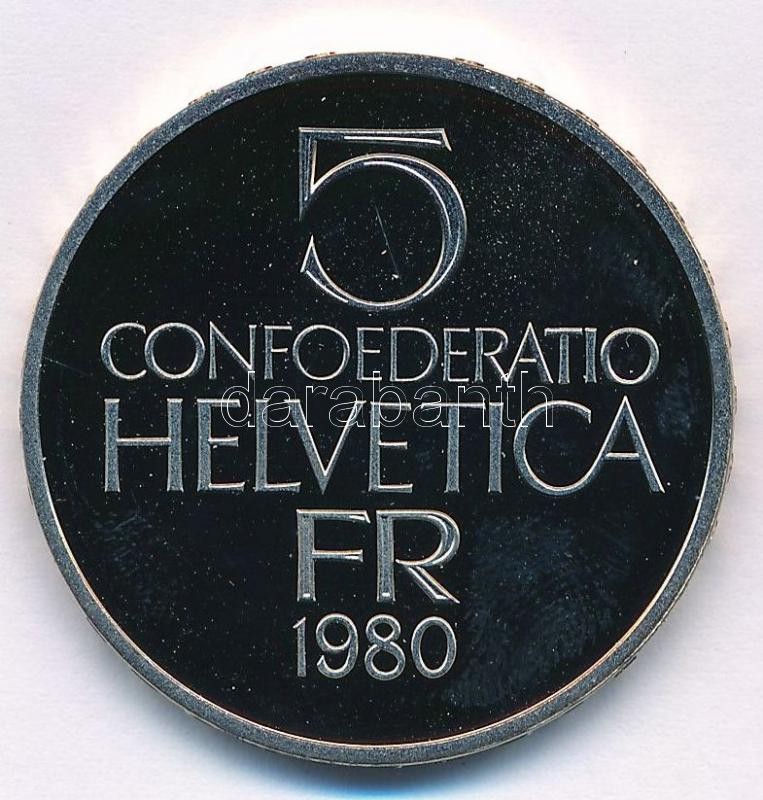 5
CONFOEDERATIO
HELVETICA
darabanth
FR
1980